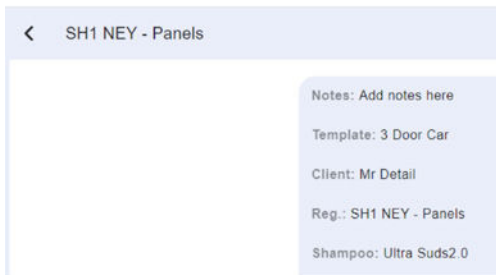 SH1 NEY - Panels
Notes: Add notes here
Template: 3 Door Car
Client: Mr Detail
Reg.: SH1 NEY - Panels
Shampoo: Ultra Suds2.0